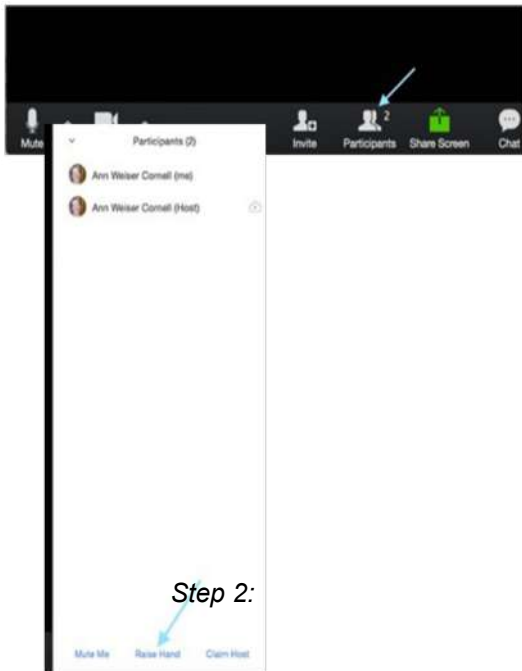 2
Mute Invite Participants Share Screen Chat
Participants (2)
Ann Weiser Cornell (me)
Ann Weiser Cornell (Host)
Step 2:
Mute Me Raise Hand Claim Host